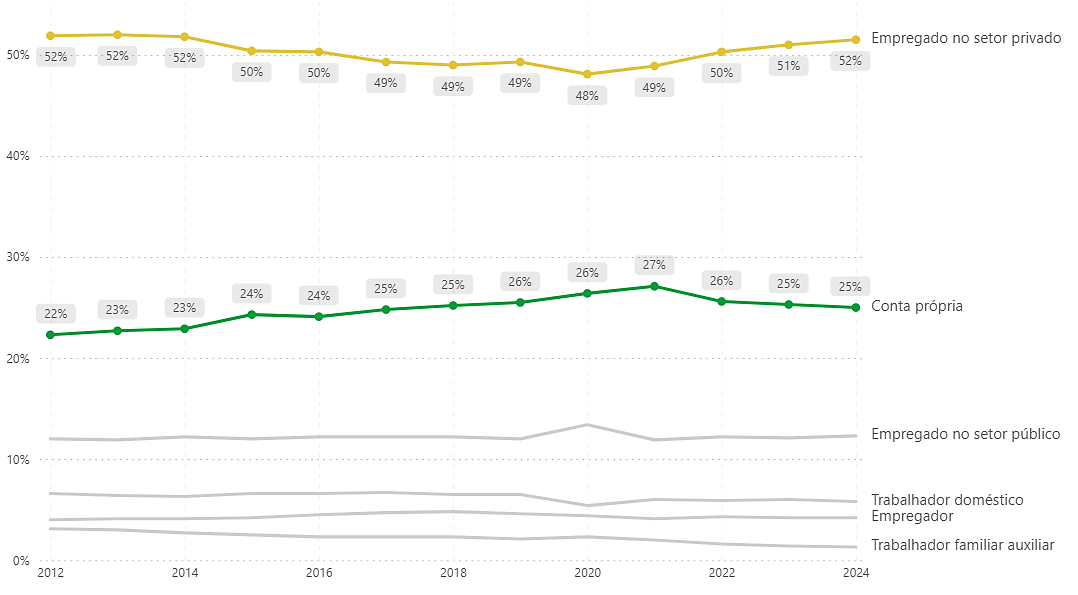 52% 52% 52% 50% 50% 49% 49% 49% 48% 49% 50% 51% 52%
Empregado no setor privado
50%
40%
30%
22% 23% 23% 24% 24% 25% 25% 26% 26% 27% 26% 25% 25%
Conta própria
20%
Empregado no setor público
10%
Trabalhador doméstico
Empregador
Trabalhador familiar auxiliar
0%
2012 2014 2016 2018 2020 2022 2024